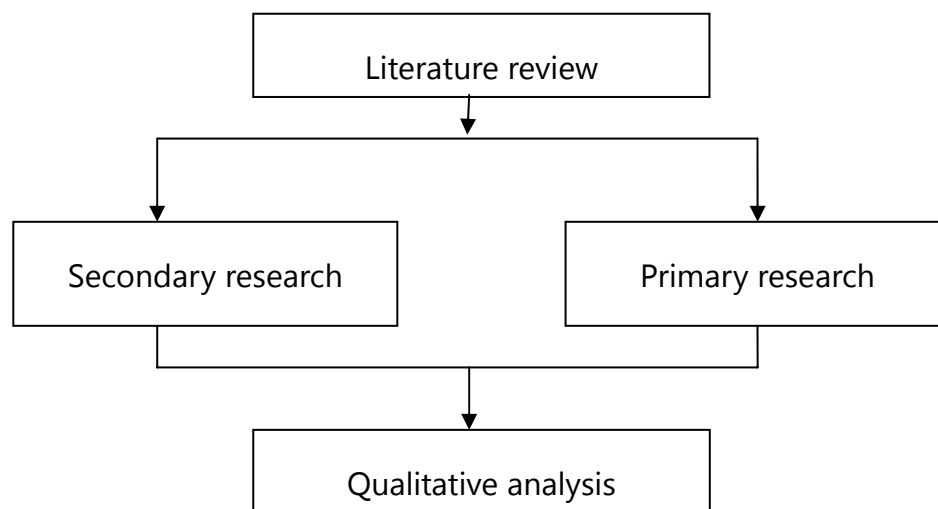 Literature review
Secondary research
Primary research
Qualitative analysis